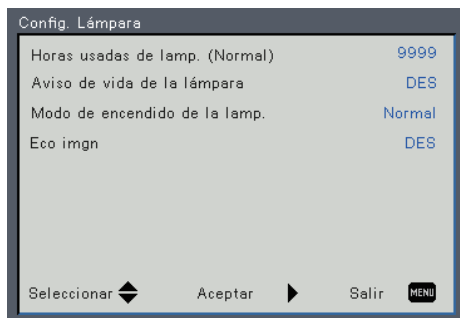 Config. Lámpara
Horas usadas de lamp. (Normal) 9999
Aviso de vida de la lámpara DES
Modo de encendido de la lamp. Normal
Eco imgn DES
Seleccionar Aceptar Salir MENU